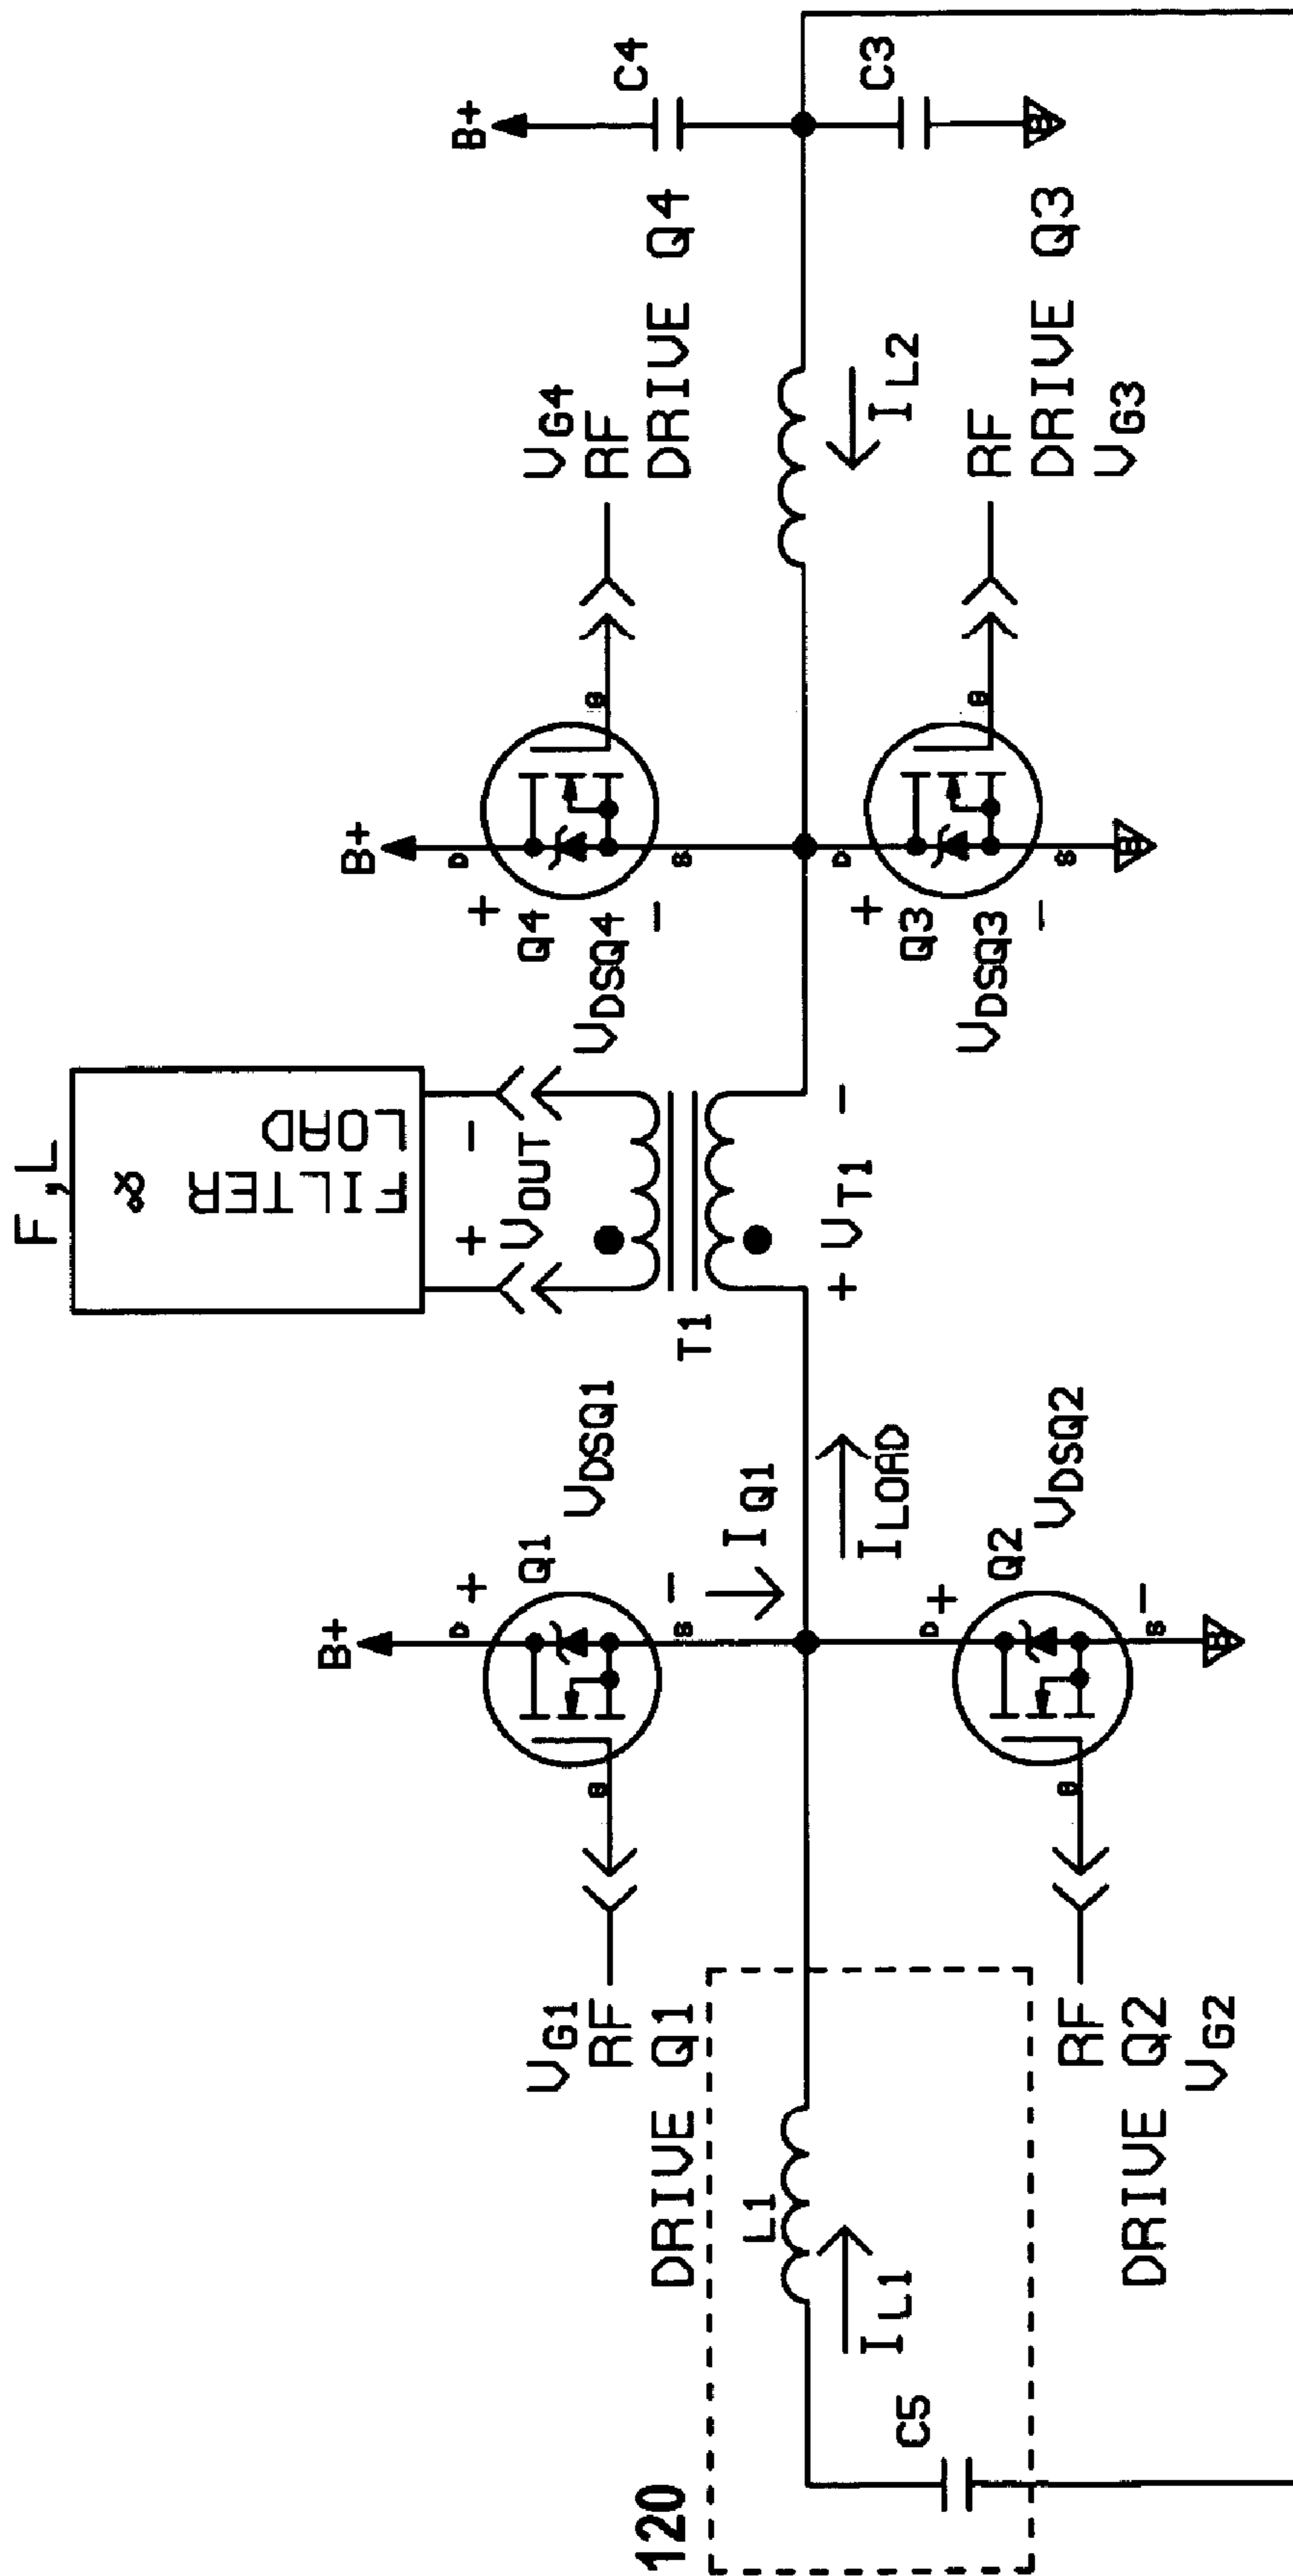 F,L
FILTER &
LOAD
+ VOUT -
T1
+ VT1 -
B+
D +
Q1
VDSQ1
S -
G
VG1
RF
DRIVE Q1
IQ1
ILOAD
D +
Q2
VDSQ2
S -
G
RF
DRIVE Q2
VG2
120
L1
IL1
C5
B+
D
+
Q4
VDSQ4
-
S
G
VG4
RF
DRIVE Q4
D
+
Q3
VDSQ3
-
S
G
RF
DRIVE Q3
VG3
IL2
B+
C4
C3